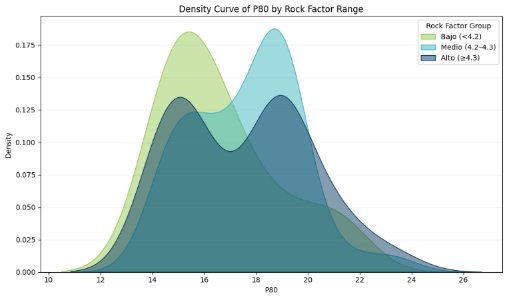 Density Curve of P80 by Rock Factor Range
Rock Factor Group
Bajo (<4.2)
Medio (4.2–4.3)
Alto (≥4.3)
0.175
0.150
0.125
0.100
0.075
0.050
0.025
0.000
Density
10 12 14 16 18 20 22 24 26
P80